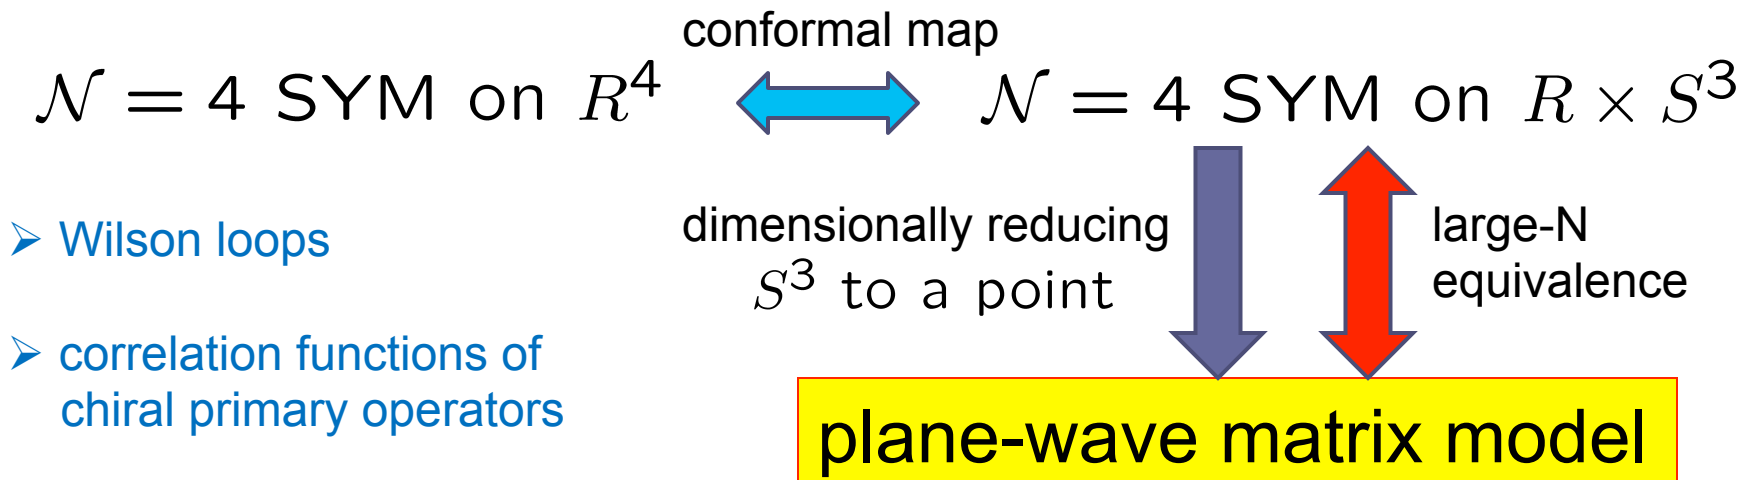 conformal map
𝒩 = 4 SYM on R⁴
𝒩 = 4 SYM on R × S³
➢ Wilson loops
➢ correlation functions of
chiral primary operators
dimensionally reducing
S³ to a point
large-N
equivalence
plane-wave matrix model